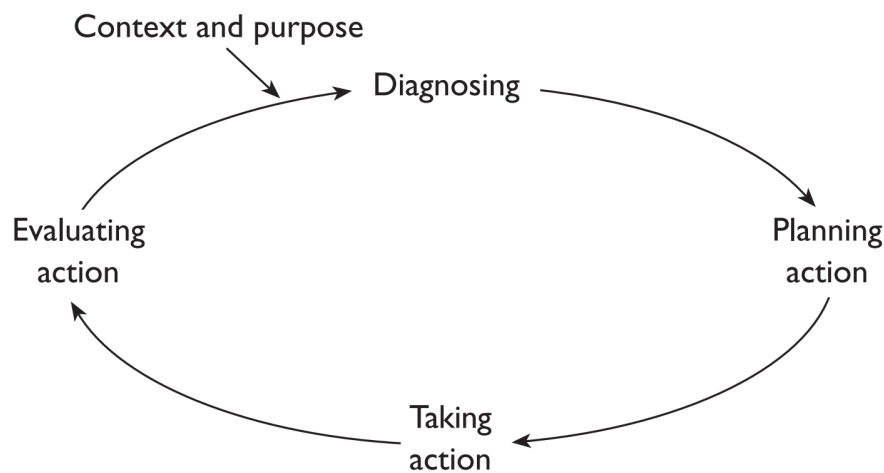 Context and purpose
Diagnosing
Evaluating
action
Planning
action
Taking
action